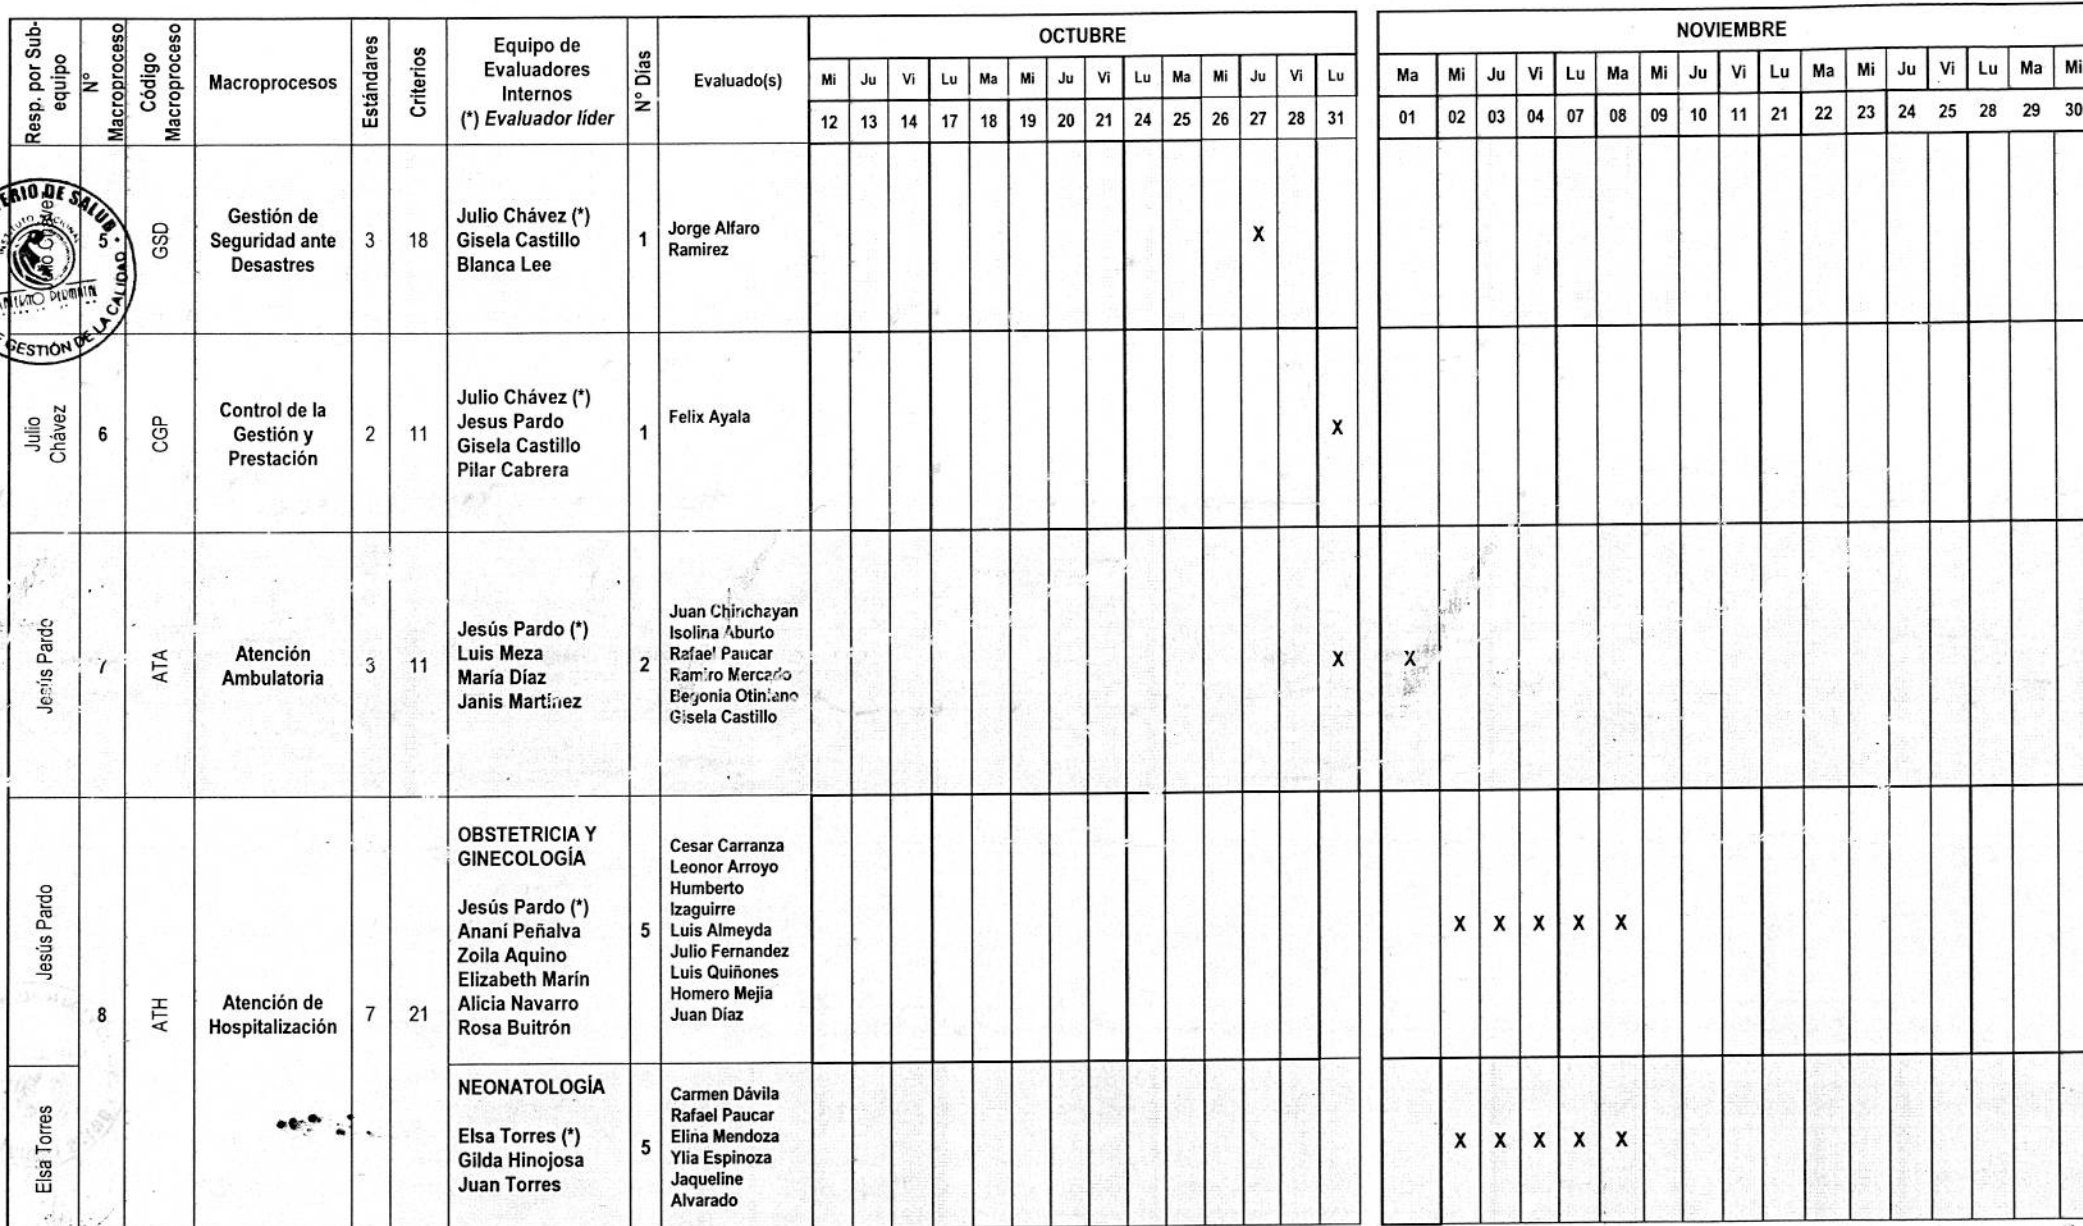 Resp. por Sub-
equipo
N°
Macroproceso
Código
Macroproceso
Macroprocesos
Estándares
Criterios
Equipo de
Evaluadores
Internos
(*) Evaluador líder
N° Días
Evaluado(s)
OCTUBRE
Mi Ju Vi Lu Ma Mi Ju Vi Lu Ma Mi Ju Vi Lu
12 13 14 17 18 19 20 21 24 25 26 27 28 31
NOVIEMBRE
Ma Mi Ju Vi Lu Ma Mi Ju Vi Lu Ma Mi Ju Vi Lu Ma Mi
01 02 03 04 07 08 09 10 11 21 22 23 24 25 28 29 30
DE SALUD
GESTIÓN DE LA CALIDAD
5
GSD
Gestión de
Seguridad ante
Desastres
3
18
Julio Chávez (*)
Gisela Castillo
Blanca Lee
1
Jorge Alfaro
Ramirez
X
Julio
Chávez
6
CGP
Control de la
Gestión y
Prestación
2
11
Julio Chávez (*)
Jesus Pardo
Gisela Castillo
Pilar Cabrera
1
Felix Ayala
X
Jesús Pardo
7
ATA
Atención
Ambulatoria
3
11
Jesús Pardo (*)
Luis Meza
María Díaz
Janis Martínez
2
Juan Chinchayan
Isolina Aburto
Rafael Paucar
Ramiro Mercado
Begonia Otiniano
Gisela Castillo
X X
Jesús Pardo
8
ATH
Atención de
Hospitalización
7
21
OBSTETRICIA Y
GINECOLOGÍA
Jesús Pardo (*)
Ananí Peñalva
Zoila Aquino
Elizabeth Marín
Alicia Navarro
Rosa Buitrón
5
Cesar Carranza
Leonor Arroyo
Humberto
Izaguirre
Luis Almeyda
Julio Fernandez
Luis Quiñones
Homero Mejia
Juan Díaz
X X X X X
Elsa Torres
NEONATOLOGÍA
Elsa Torres (*)
Gilda Hinojosa
Juan Torres
5
Carmen Dávila
Rafael Paucar
Elina Mendoza
Ylia Espinoza
Jaqueline
Alvarado
X X X X X